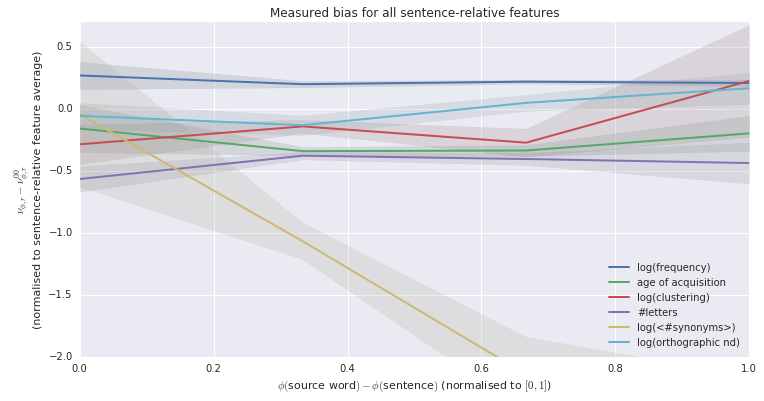 Measured bias for all sentence-relative features
ν_{φ,r} − ν^{00}_{φ,r}
(normalised to sentence-relative feature average)
0.5
0.0
−0.5
−1.0
−1.5
−2.0
log(frequency)
age of acquisition
log(clustering)
#letters
log(<#synonyms>)
log(orthographic nd)
0.0 0.2 0.4 0.6 0.8 1.0
ϕ(source word) − ϕ(sentence) (normalised to [0, 1])